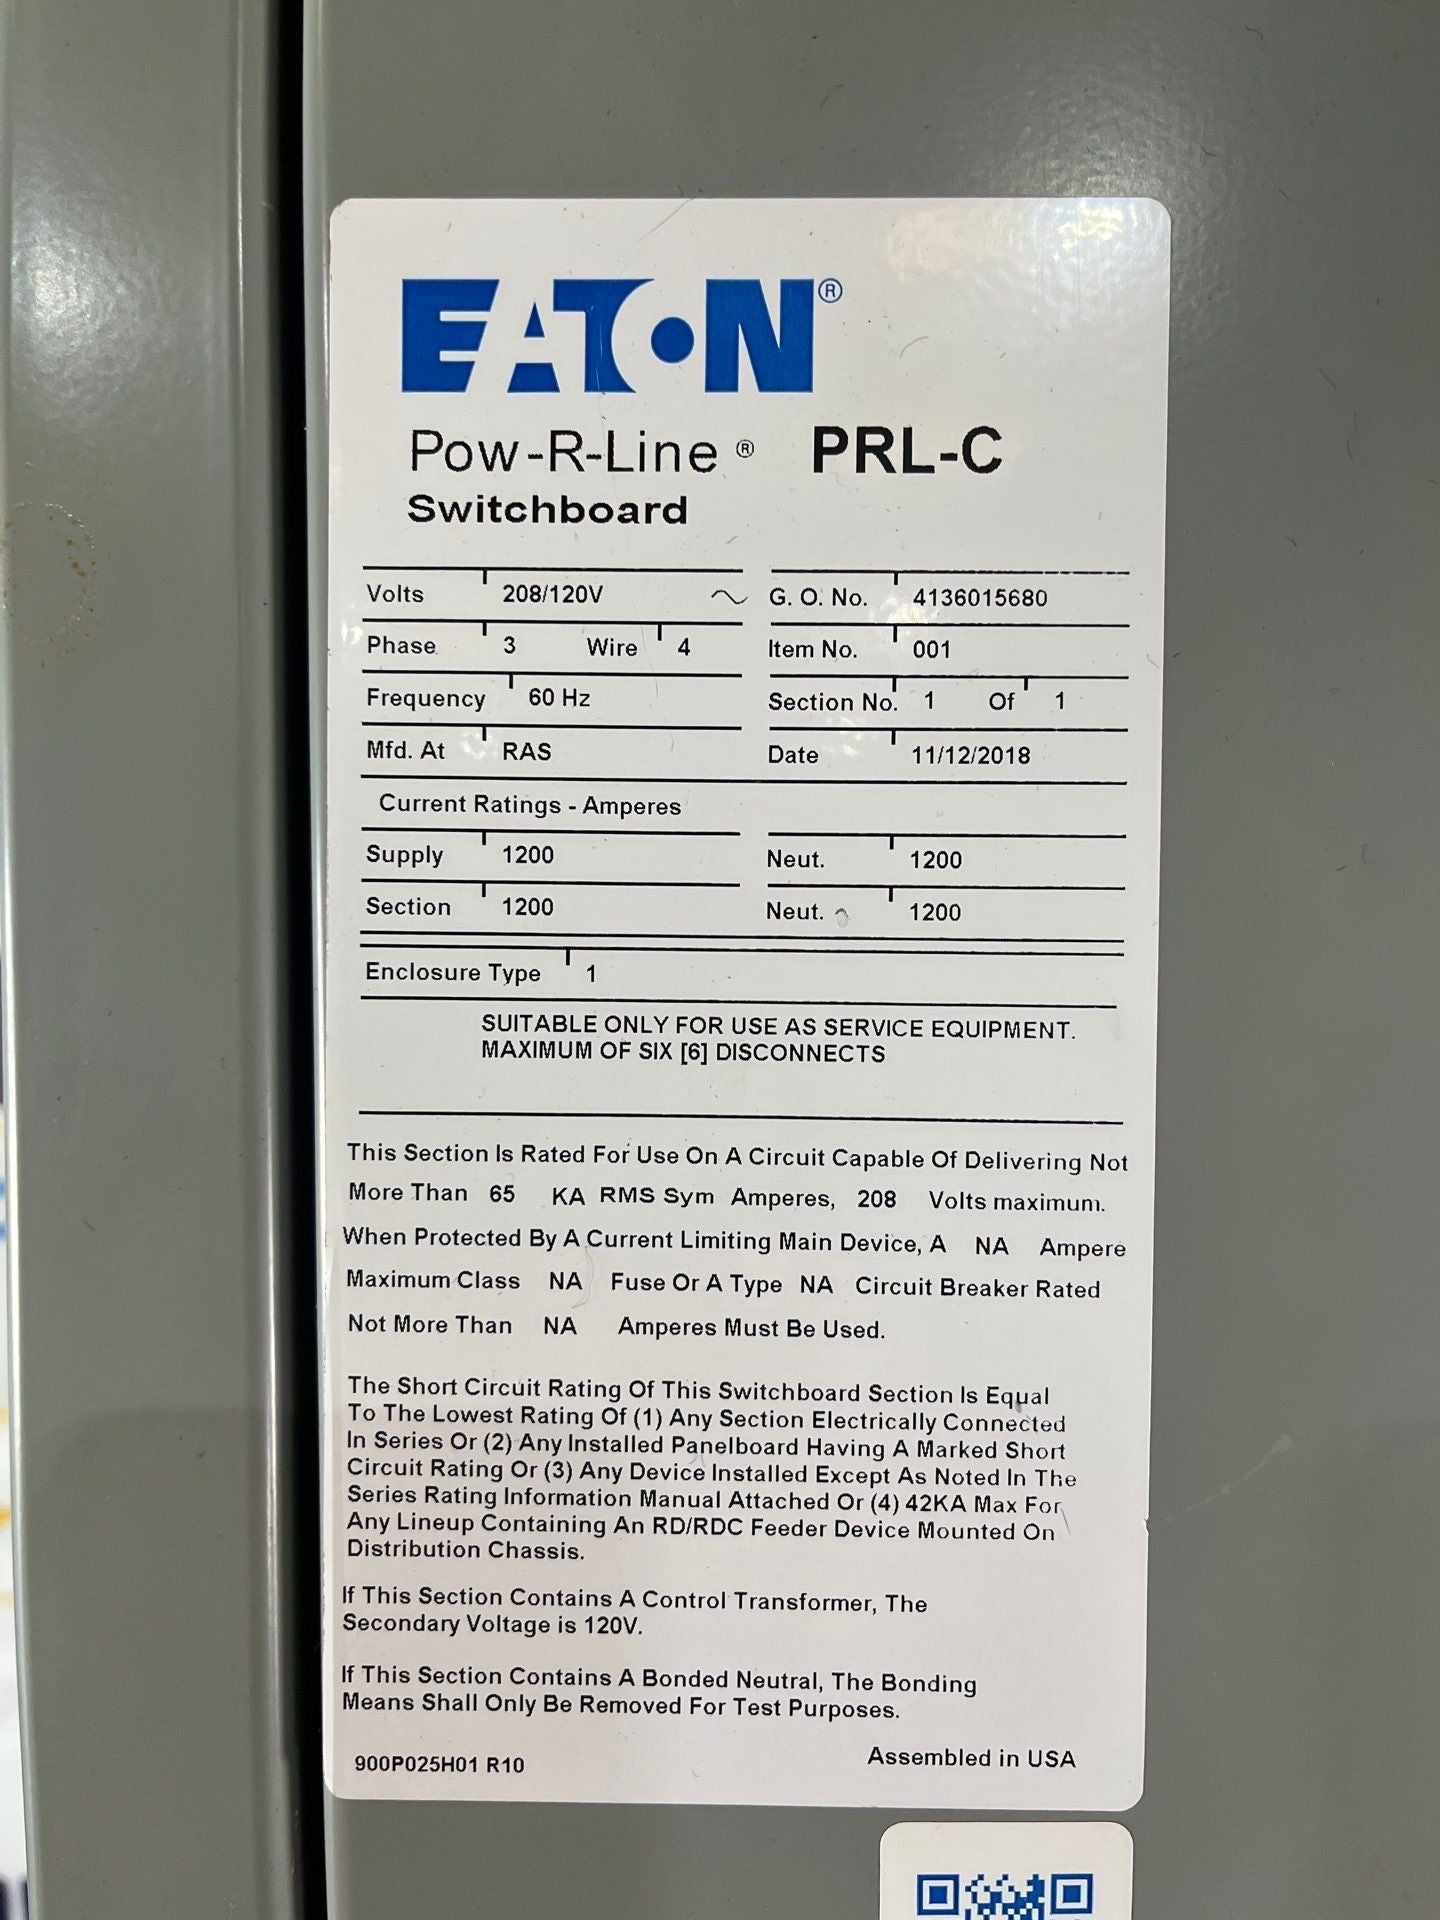 EATON®
Pow-R-Line ® PRL-C
Switchboard
Volts 208/120V ~ G. O. No. 4136015680
Phase 3 Wire 4 Item No. 001
Frequency 60 Hz Section No. 1 Of 1
Mfd. At RAS Date 11/12/2018
Current Ratings - Amperes
Supply 1200 Neut. 1200
Section 1200 Neut. 1200
Enclosure Type 1
SUITABLE ONLY FOR USE AS SERVICE EQUIPMENT.
MAXIMUM OF SIX [6] DISCONNECTS
This Section Is Rated For Use On A Circuit Capable Of Delivering Not
More Than 65 KA RMS Sym Amperes, 208 Volts maximum.
When Protected By A Current Limiting Main Device, A NA Ampere
Maximum Class NA Fuse Or A Type NA Circuit Breaker Rated
Not More Than NA Amperes Must Be Used.
The Short Circuit Rating Of This Switchboard Section Is Equal
To The Lowest Rating Of (1) Any Section Electrically Connected
In Series Or (2) Any Installed Panelboard Having A Marked Short
Circuit Rating Or (3) Any Device Installed Except As Noted In The
Series Rating Information Manual Attached Or (4) 42KA Max For
Any Lineup Containing An RD/RDC Feeder Device Mounted On
Distribution Chassis.
If This Section Contains A Control Transformer, The
Secondary Voltage is 120V.
If This Section Contains A Bonded Neutral, The Bonding
Means Shall Only Be Removed For Test Purposes.
900P025H01 R10 Assembled in USA